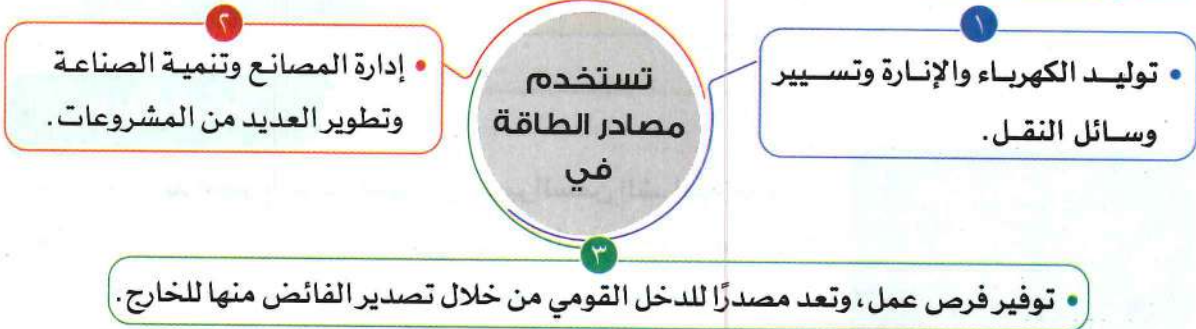 ١
• توليد الكهرباء والإنارة وتسيير
وسائل النقل.
تستخدم
مصادر الطاقة
في
٢
• إدارة المصانع وتنمية الصناعة
وتطوير العديد من المشروعات.
٣
• توفير فرص عمل، وتعد مصدرًا للدخل القومي من خلال تصدير الفائض منها للخارج.